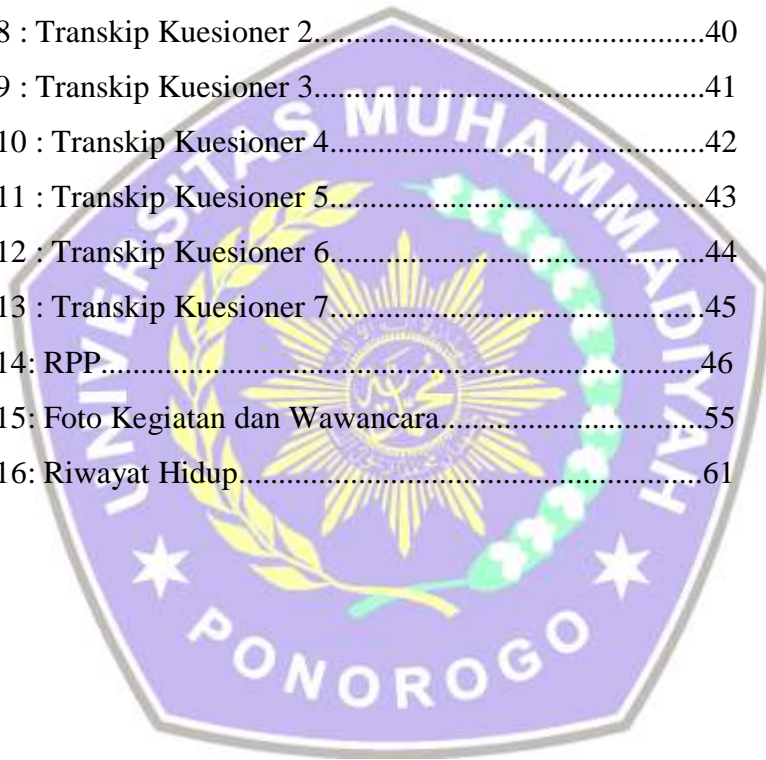 8 : Transkip Kuesioner 2..................................................40
9 : Transkip Kuesioner 3..................................................41
10 : Transkip Kuesioner 4................................................42
11 : Transkip Kuesioner 5................................................43
12 : Transkip Kuesioner 6................................................44
13 : Transkip Kuesioner 7................................................45
14: RPP...........................................................................46
15: Foto Kegiatan dan Wawancara.................................55
16: Riwayat Hidup..........................................................61
UNIVERSITAS MUHAMMADIYAH
PONOROGO